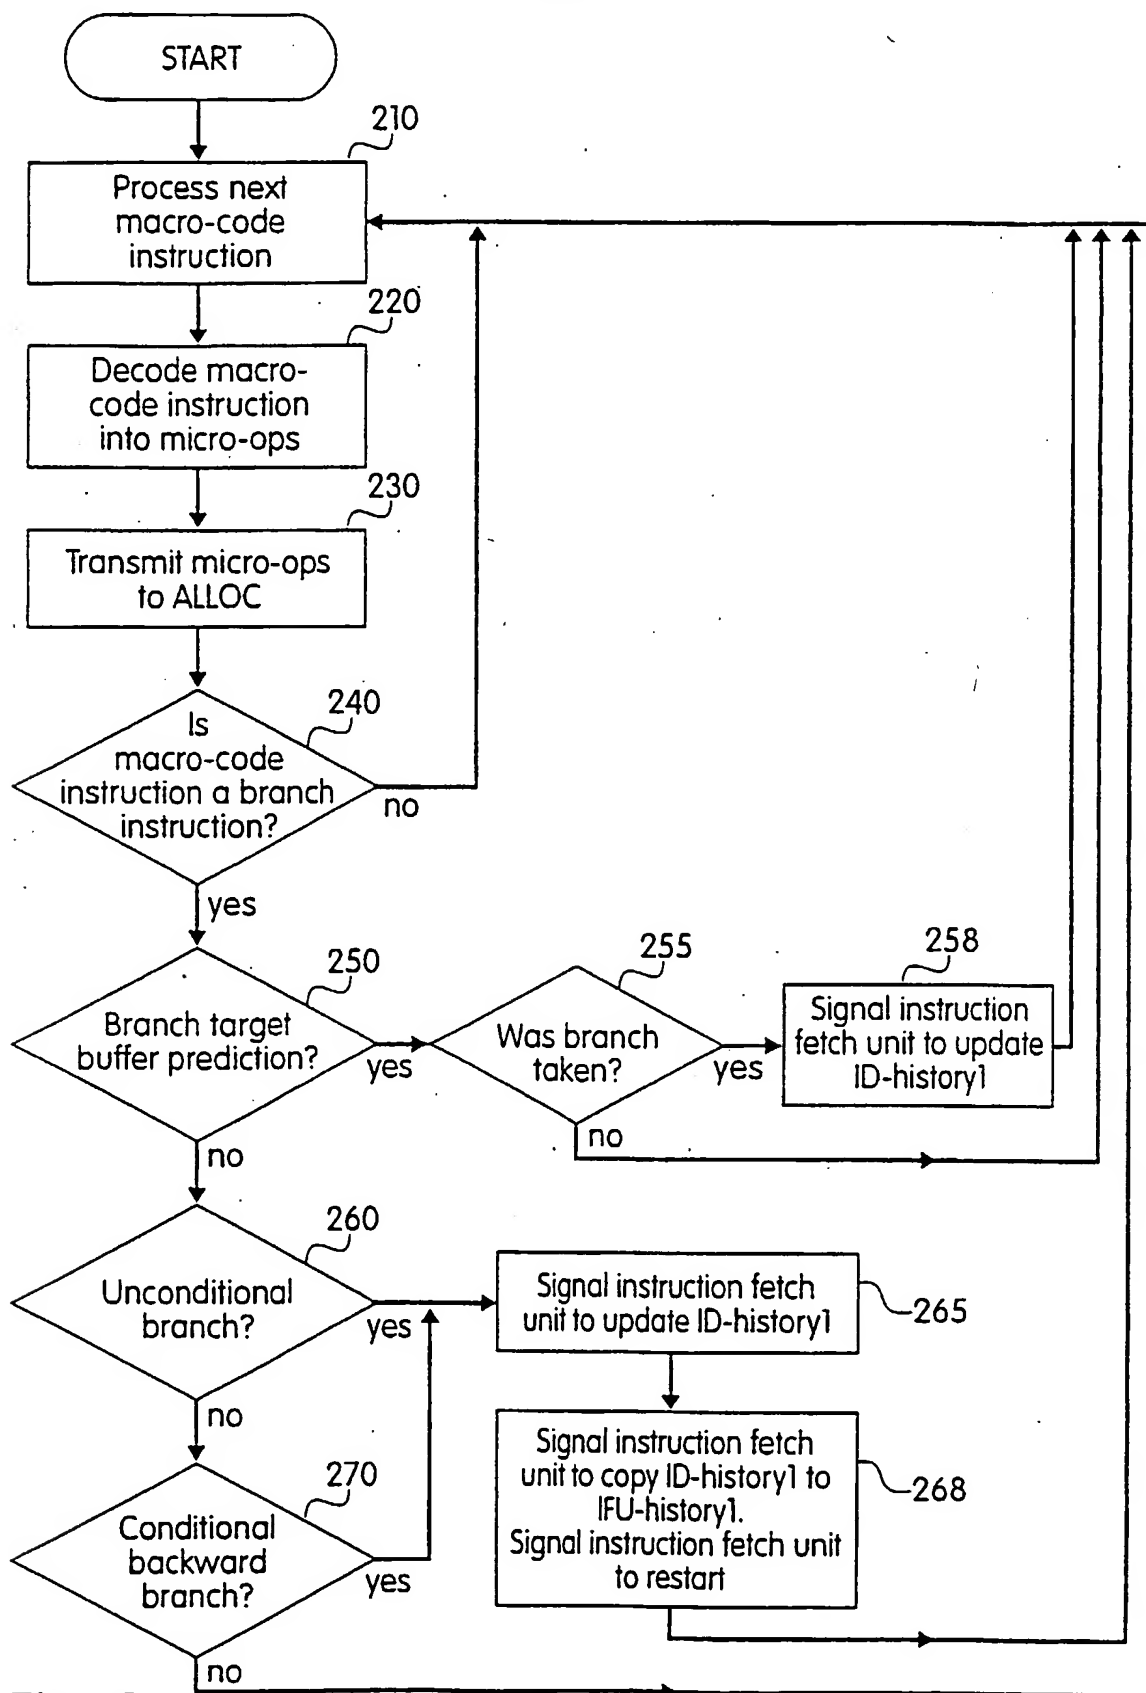 START
210
Process next
macro-code
instruction
220
Decode macro-
code instruction
into micro-ops
230
Transmit micro-ops
to ALLOC
240
Is
macro-code
instruction a branch
instruction?
no
yes
250
Branch target
buffer prediction?
yes
255
Was branch
taken?
yes
258
Signal instruction
fetch unit to update
ID-history1
no
no
260
Unconditional
branch?
yes
Signal instruction fetch
unit to update ID-history1
265
no
Signal instruction fetch
unit to copy ID-history1 to
IFU-history1.
Signal instruction fetch unit
to restart
268
270
Conditional
backward
branch?
yes
no